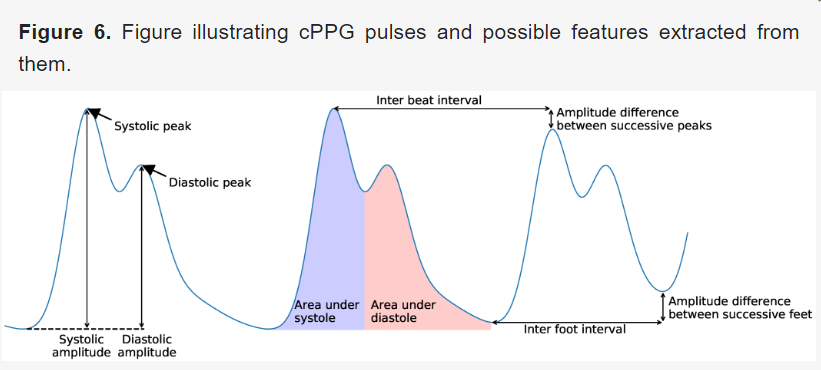 Figure 6. Figure illustrating cPPG pulses and possible features extracted from
them.
Inter beat interval
Systolic peak
Amplitude difference
between successive peaks
Diastolic peak
Area under
systole
Area under
diastole
Amplitude difference
between successive feet
Inter foot interval
Systolic
amplitude
Diastolic
amplitude